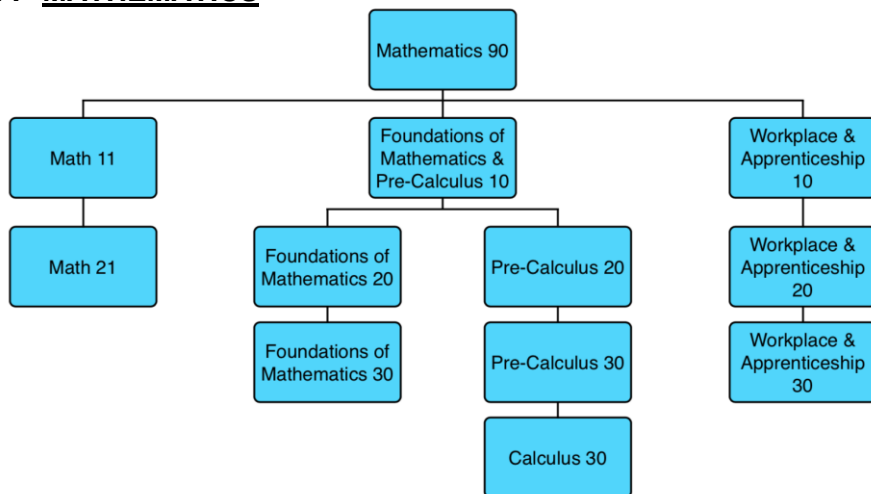 Mathematics 90
Math 11
Foundations of
Mathematics &
Pre-Calculus 10
Workplace &
Apprenticeship
10
Math 21
Foundations of
Mathematics 20
Pre-Calculus 20
Workplace &
Apprenticeship
20
Foundations of
Mathematics 30
Pre-Calculus 30
Workplace &
Apprenticeship
30
Calculus 30